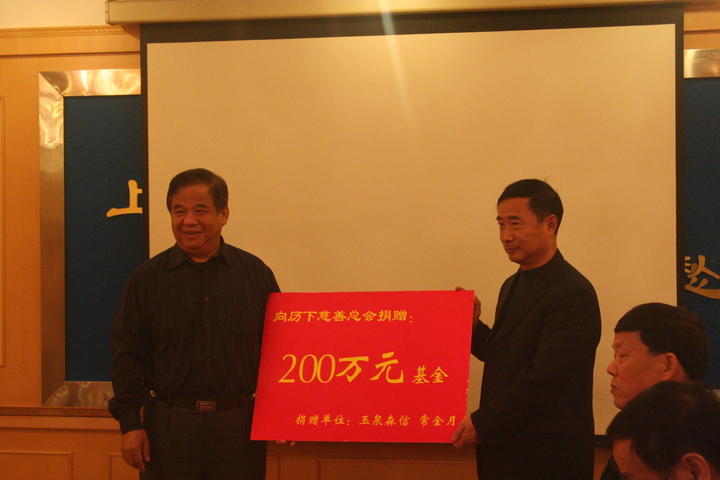 上
向历下慈善总会捐赠:
200万元 基金
捐赠单位: 玉泉森信 常金月